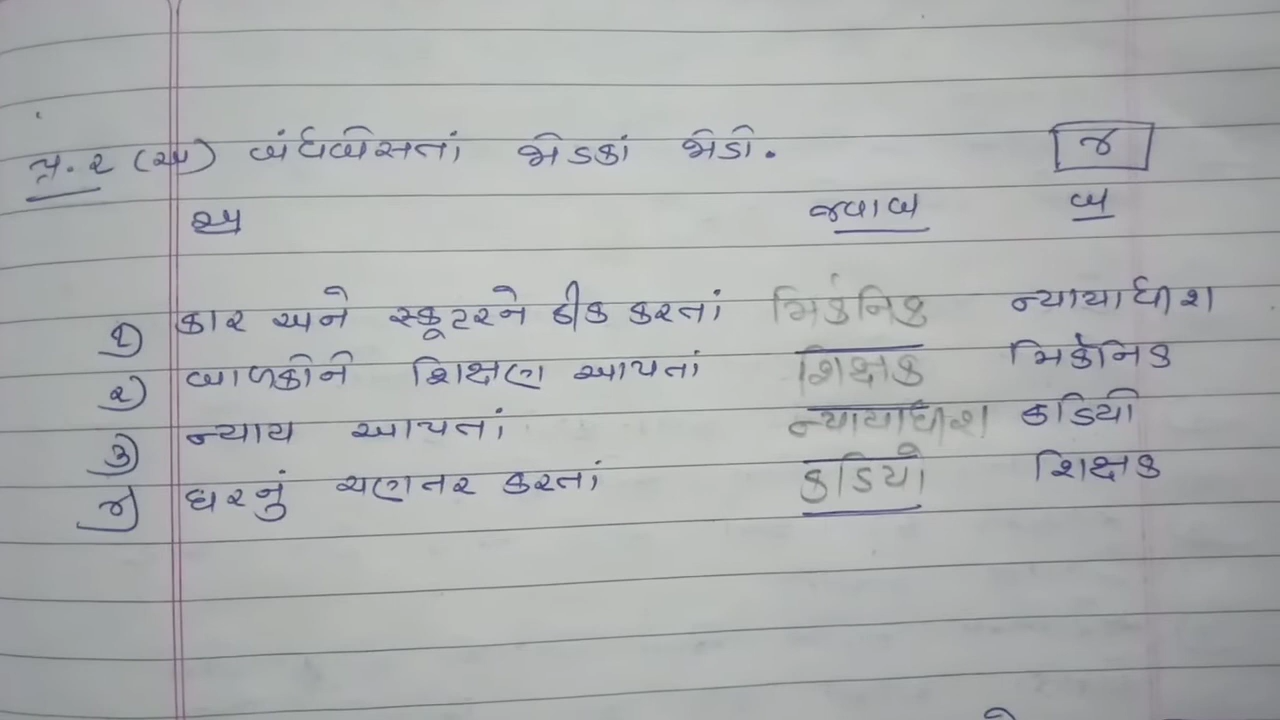 પ્ર.૨ (અ) બંધબેસતાં જોડકાં જોડો. ૪
અ જવાબ બ
૧) કાર અને સ્કૂટરને ઠીક કરતાં મિકેનિક ન્યાયાધીશ
૨) બાળકોને શિક્ષણ આપતાં શિક્ષક મિકેનિક
૩) ન્યાય આપતાં ન્યાયાધીશ કડિયો
૪) ઘરનું ચણતર કરતાં કડિયો શિક્ષક